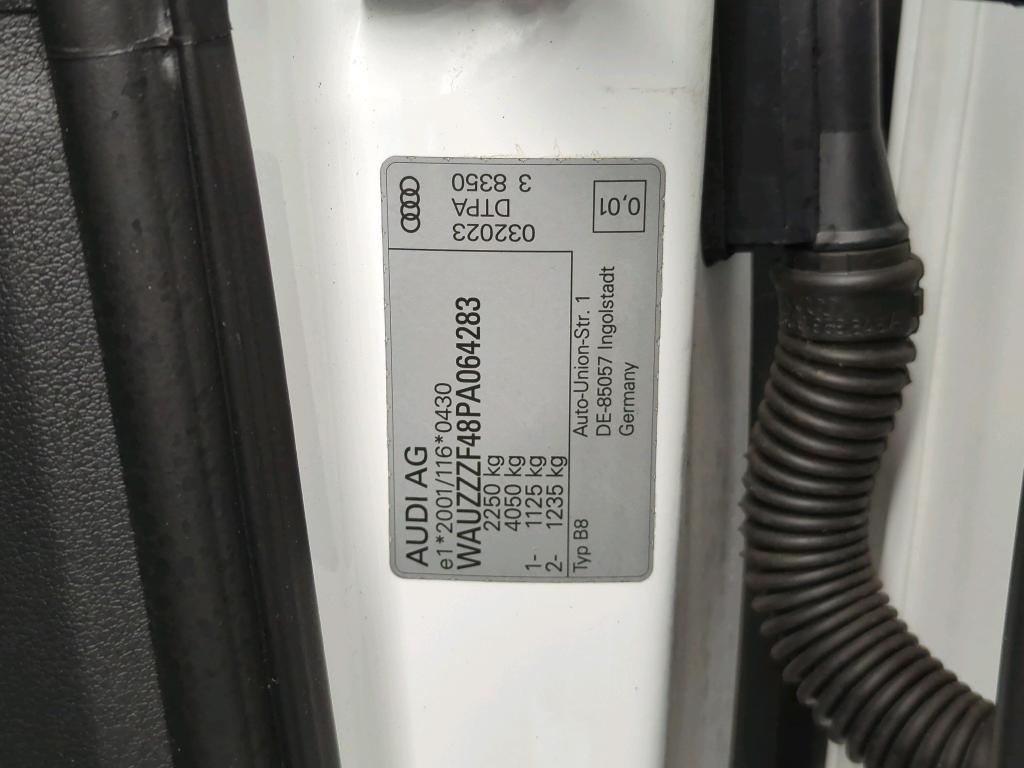 AUDI AG
e1*2001/116*0430
WAUZZZF48PA064283
2250 kg
4050 kg
1- 1125 kg
2- 1235 kg
Typ B8
Auto-Union-Str. 1
DE-85057 Ingolstadt
Germany
032023
DTPA
3 8350
0,01